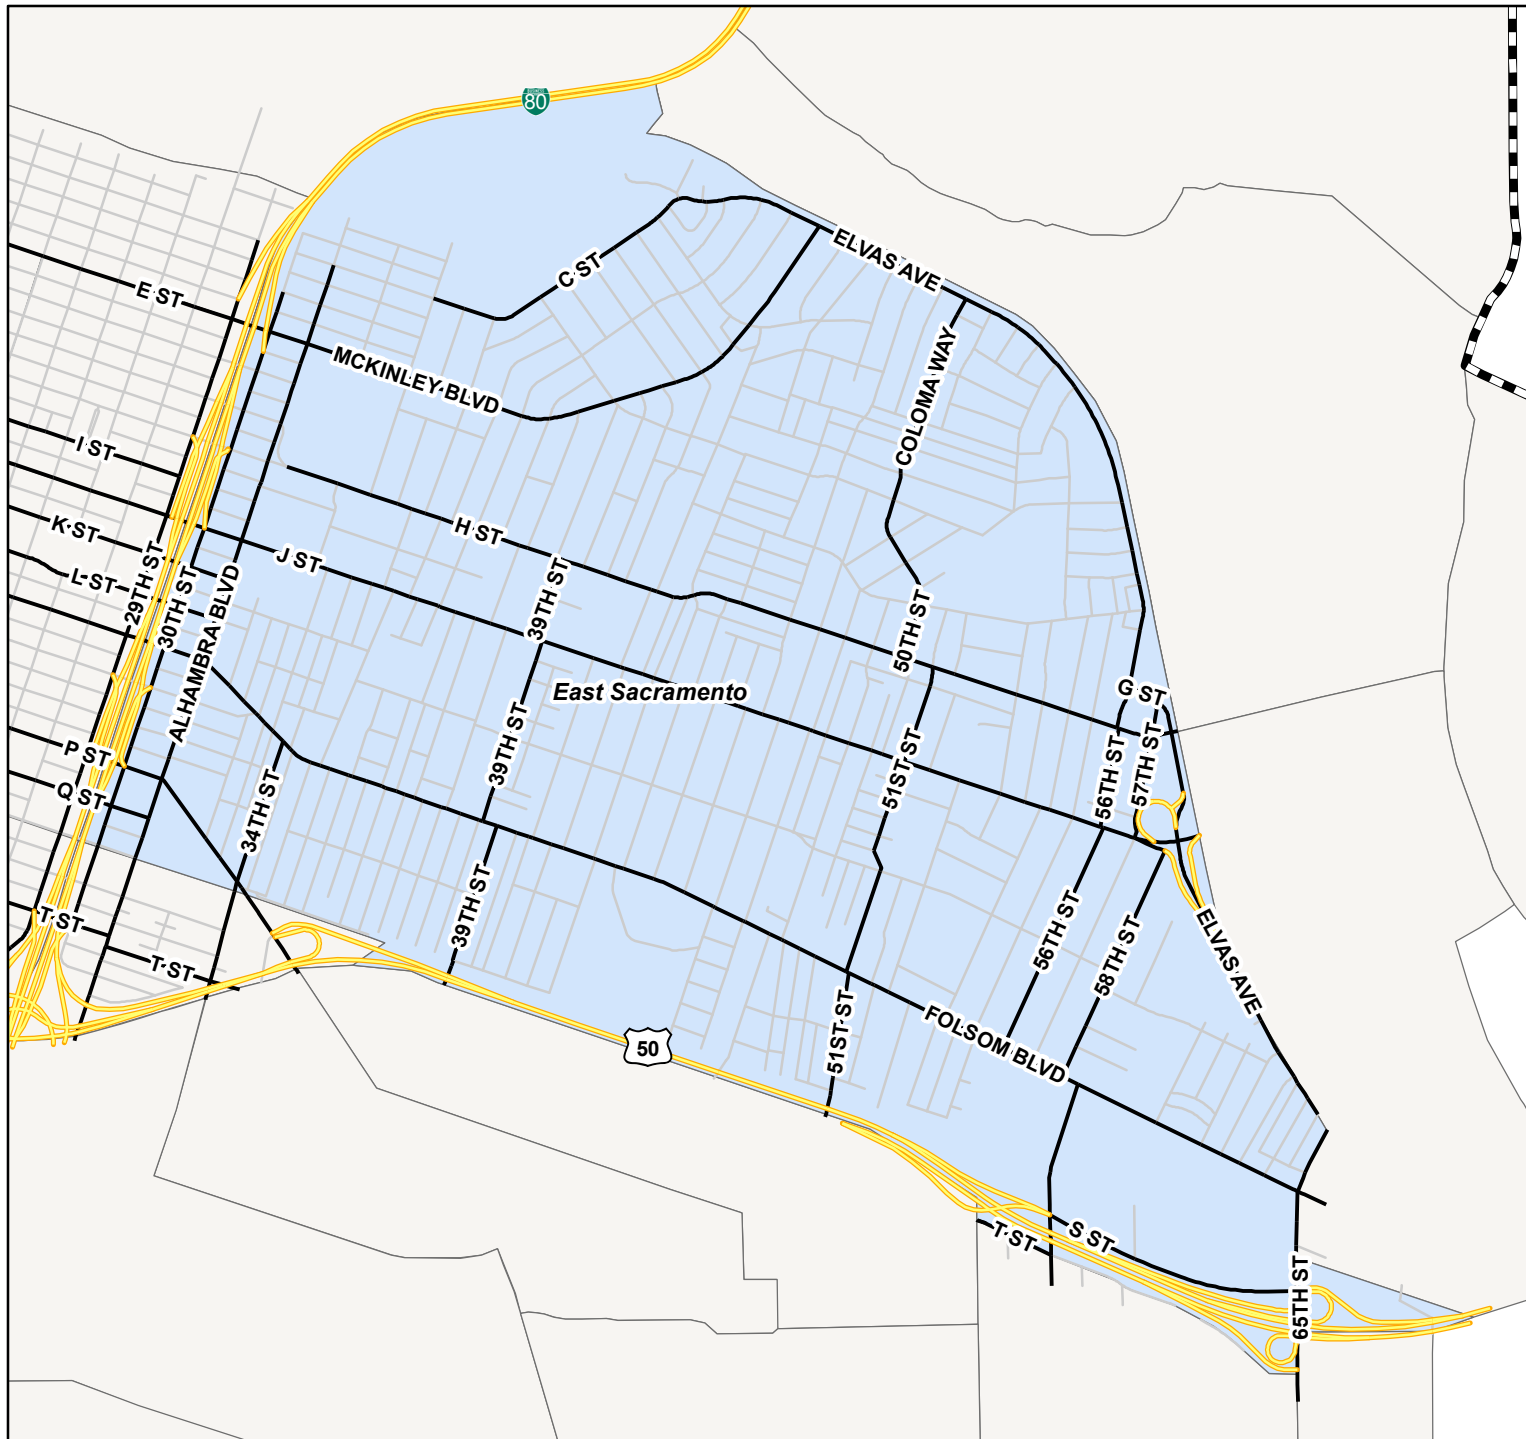 80
ELVAS AVE
C ST
E ST
MCKINLEY BLVD
COLOMA WAY
I ST
K ST
H ST
J ST
L ST
29TH ST
30TH ST
ALHAMBRA BLVD
39TH ST
50TH ST
East Sacramento
G ST
39TH ST
P ST
Q ST
34TH ST
51ST ST
56TH ST
57TH ST
T ST
39TH ST
56TH ST
58TH ST
ELVAS AVE
T ST
50
51ST ST
FOLSOM BLVD
T ST
S ST
65TH ST